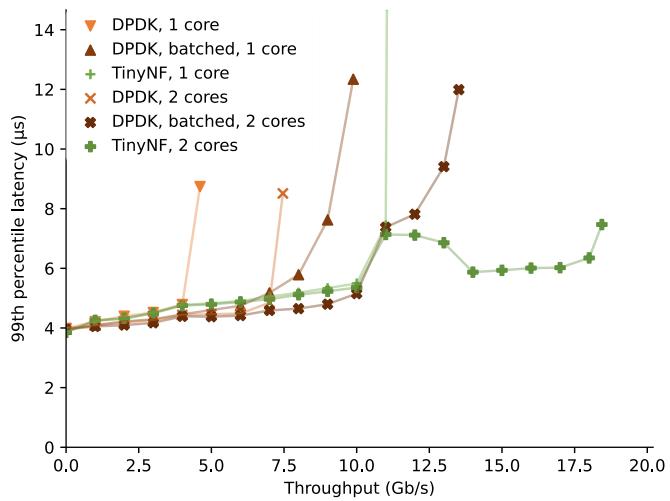 14
12
10
8
6
4
2
0
99th percentile latency (μs)
DPDK, 1 core
DPDK, batched, 1 core
TinyNF, 1 core
DPDK, 2 cores
DPDK, batched, 2 cores
TinyNF, 2 cores
0.0 2.5 5.0 7.5 10.0 12.5 15.0 17.5 20.0
Throughput (Gb/s)